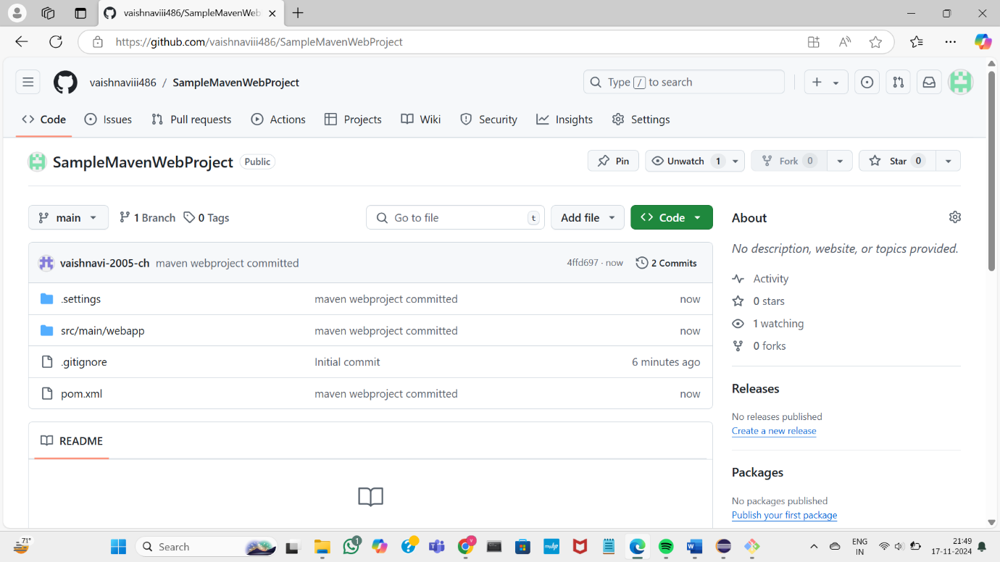 vaishnaviii486/SampleMavenWeb
https://github.com/vaishnaviii486/SampleMavenWebProject
vaishnaviii486 / SampleMavenWebProject
Type / to search
Code Issues Pull requests Actions Projects Wiki Security Insights Settings
SampleMavenWebProject Public
Pin Unwatch 1 Fork 0 Star 0
main 1 Branch 0 Tags Go to file t Add file Code
About
No description, website, or topics provided.
vaishnavi-2005-ch maven webproject committed 4ffd697 · now 2 Commits
Activity
.settings maven webproject committed now
0 stars
1 watching
src/main/webapp maven webproject committed now
0 forks
.gitignore Initial commit 6 minutes ago
Releases
pom.xml maven webproject committed now
No releases published
Create a new release
README
Packages
No packages published
Publish your first package
71°
Search
1
ENG
IN
21:49
17-11-2024